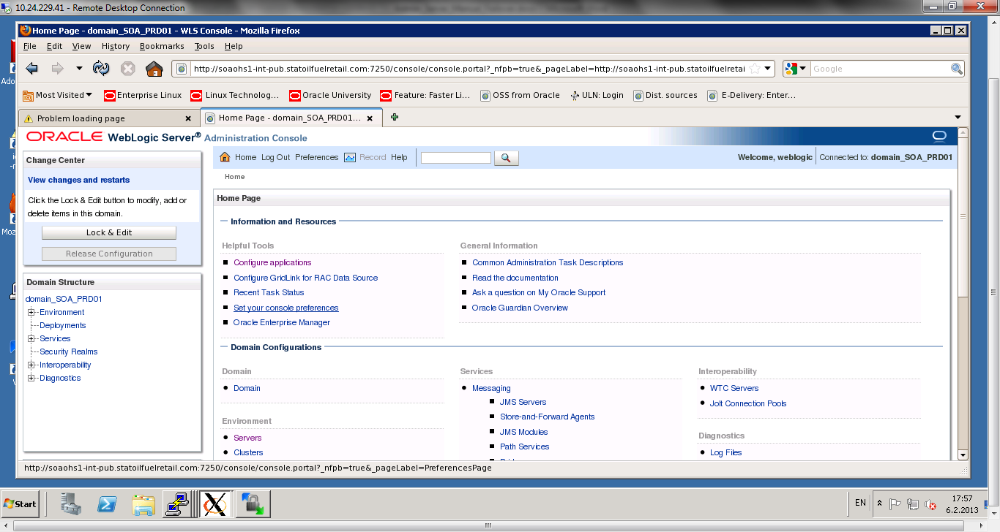 10.24.229.41 - Remote Desktop Connection
Home Page - domain_SOA_PRD01 - WLS Console - Mozilla Firefox
File Edit View History Bookmarks Tools Help
http://soaohs1-int-pub.statoilfuelretail.com:7250/console/console.portal?_nfpb=true&_pageLabel=http://soaohs1-int-pub.statoilfuelretai
Google
Most Visited Enterprise Linux Linux Technolog... Oracle University Feature: Faster Li... OSS from Oracle ULN: Login Dist. sources E-Delivery: Enter...
Problem loading page
Home Page - domain_SOA_PRD01...
ORACLE WebLogic Server® Administration Console
Change Center
View changes and restarts
Click the Lock & Edit button to modify, add or
delete items in this domain.
Lock & Edit
Release Configuration
Domain Structure
domain_SOA_PRD01
Environment
Deployments
Services
Security Realms
Interoperability
Diagnostics
Home Log Out Preferences Record Help
Welcome, weblogic
Connected to: domain_SOA_PRD01
Home
Home Page
Information and Resources
Helpful Tools
Configure applications
Configure GridLink for RAC Data Source
Recent Task Status
Set your console preferences
Oracle Enterprise Manager
General Information
Common Administration Task Descriptions
Read the documentation
Ask a question on My Oracle Support
Oracle Guardian Overview
Domain Configurations
Domain
Domain
Environment
Servers
Clusters
Services
Messaging
JMS Servers
Store-and-Forward Agents
JMS Modules
Path Services
Interoperability
WTC Servers
Jolt Connection Pools
Diagnostics
Log Files
http://soaohs1-int-pub.statoilfuelretail.com:7250/console/console.portal?_nfpb=true&_pageLabel=PreferencesPage
Start
EN
17:57
6.2.2013